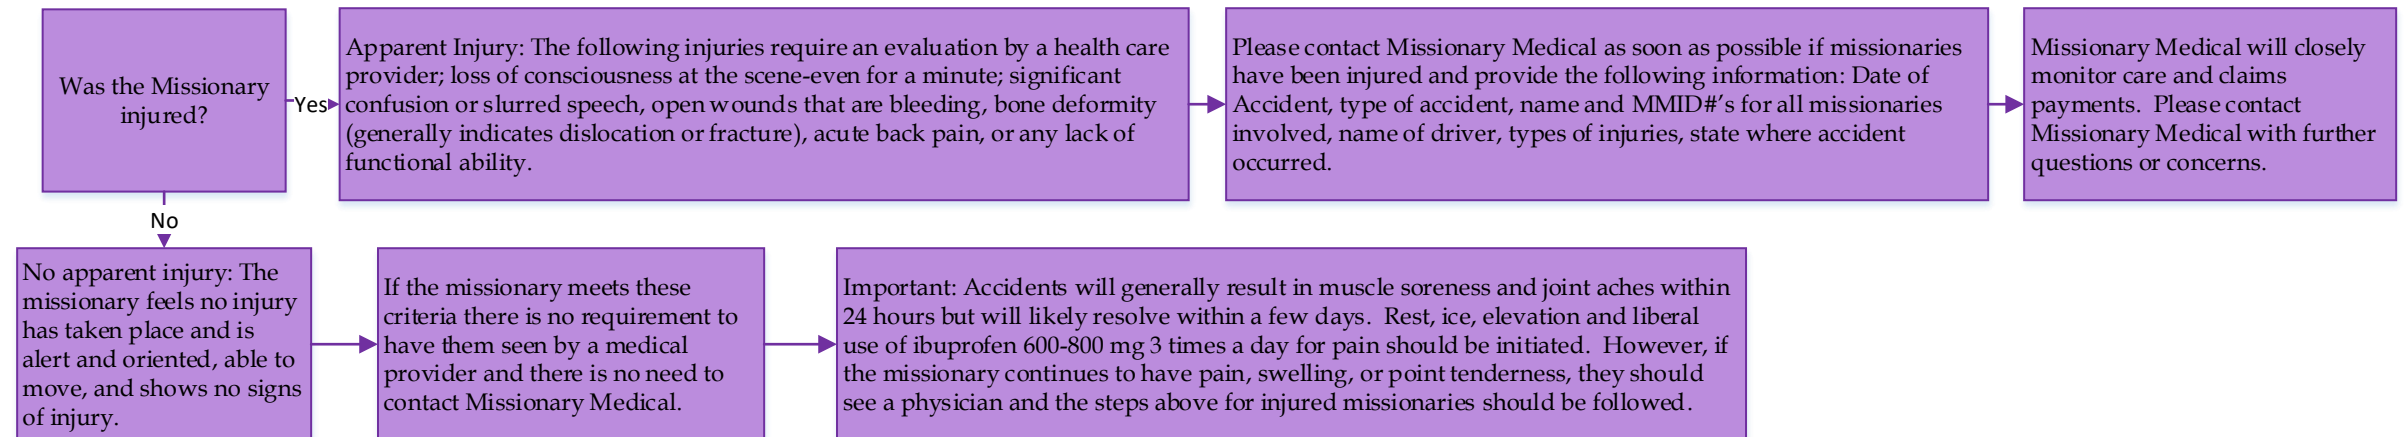 Was the Missionary
injured?
Yes
Apparent Injury: The following injuries require an evaluation by a health care
provider; loss of consciousness at the scene-even for a minute; significant
confusion or slurred speech, open wounds that are bleeding, bone deformity
(generally indicates dislocation or fracture), acute back pain, or any lack of
functional ability.
Please contact Missionary Medical as soon as possible if missionaries
have been injured and provide the following information: Date of
Accident, type of accident, name and MMID#'s for all missionaries
involved, name of driver, types of injuries, state where accident
occurred.
Missionary Medical will closely
monitor care and claims
payments. Please contact
Missionary Medical with further
questions or concerns.
No
No apparent injury: The
missionary feels no injury
has taken place and is
alert and oriented, able to
move, and shows no signs
of injury.
If the missionary meets these
criteria there is no requirement to
have them seen by a medical
provider and there is no need to
contact Missionary Medical.
Important: Accidents will generally result in muscle soreness and joint aches within
24 hours but will likely resolve within a few days. Rest, ice, elevation and liberal
use of ibuprofen 600-800 mg 3 times a day for pain should be initiated. However, if
the missionary continues to have pain, swelling, or point tenderness, they should
see a physician and the steps above for injured missionaries should be followed.